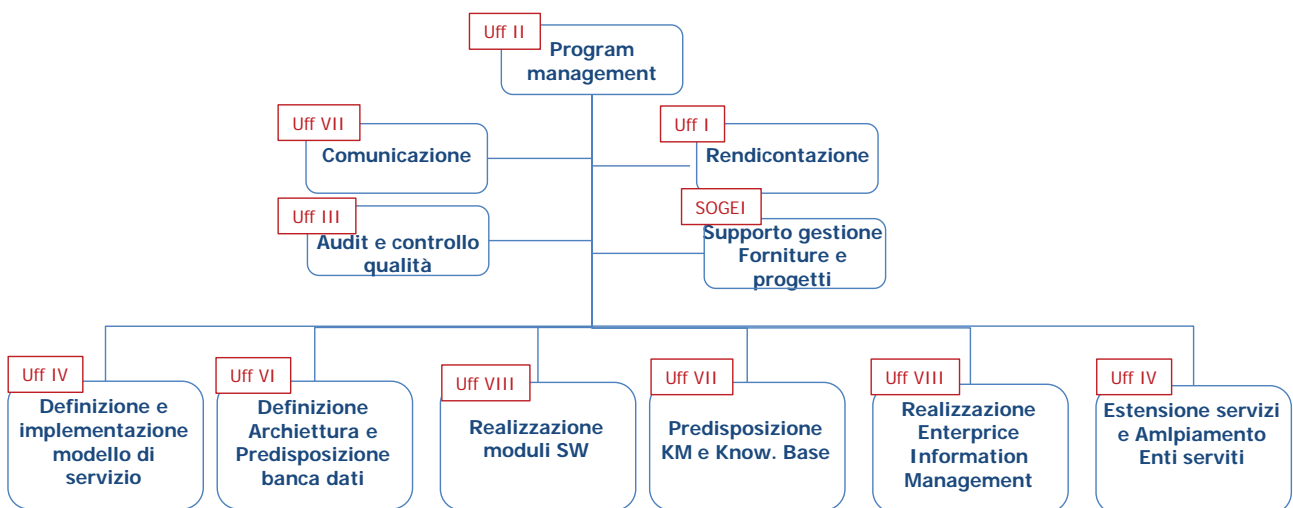 Uff II
Program
management
Uff VII
Comunicazione
Uff I
Rendicontazione
Uff III
Audit e controllo
qualità
SOGEI
Supporto gestione
Forniture e
progetti
Uff IV
Definizione e
implementazione
modello di
servizio
Uff VI
Definizione
Archiettura e
Predisposizione
banca dati
Uff VIII
Realizzazione
moduli SW
Uff VII
Predisposizione
KM e Know. Base
Uff VIII
Realizzazione
Enterprice
Information
Management
Uff IV
Estensione servizi
e Amlpiamento
Enti serviti